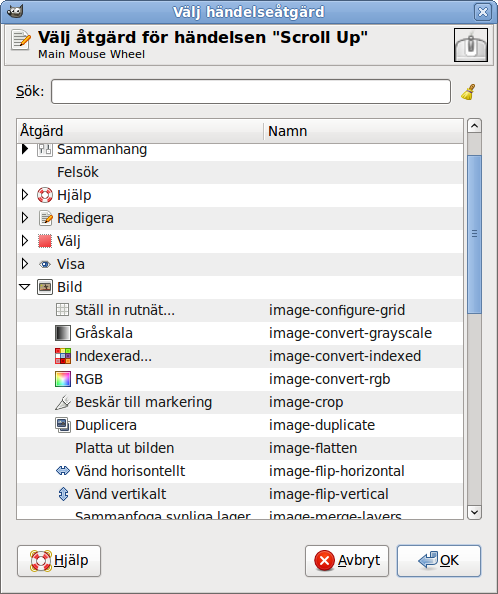 Välj händelseåtgärd
Välj åtgärd för händelsen "Scroll Up"
Main Mouse Wheel
Sök:
Åtgärd Namn
Sammanhang
Felsök
Hjälp
Redigera
Välj
Visa
Bild
Ställ in rutnät... image-configure-grid
Gråskala image-convert-grayscale
Indexerad... image-convert-indexed
RGB image-convert-rgb
Beskär till markering image-crop
Duplicera image-duplicate
Platta ut bilden image-flatten
Vänd horisontellt image-flip-horizontal
Vänd vertikalt image-flip-vertical
Sammanfoga synliga lager image-merge-layers
Hjälp Avbryt OK